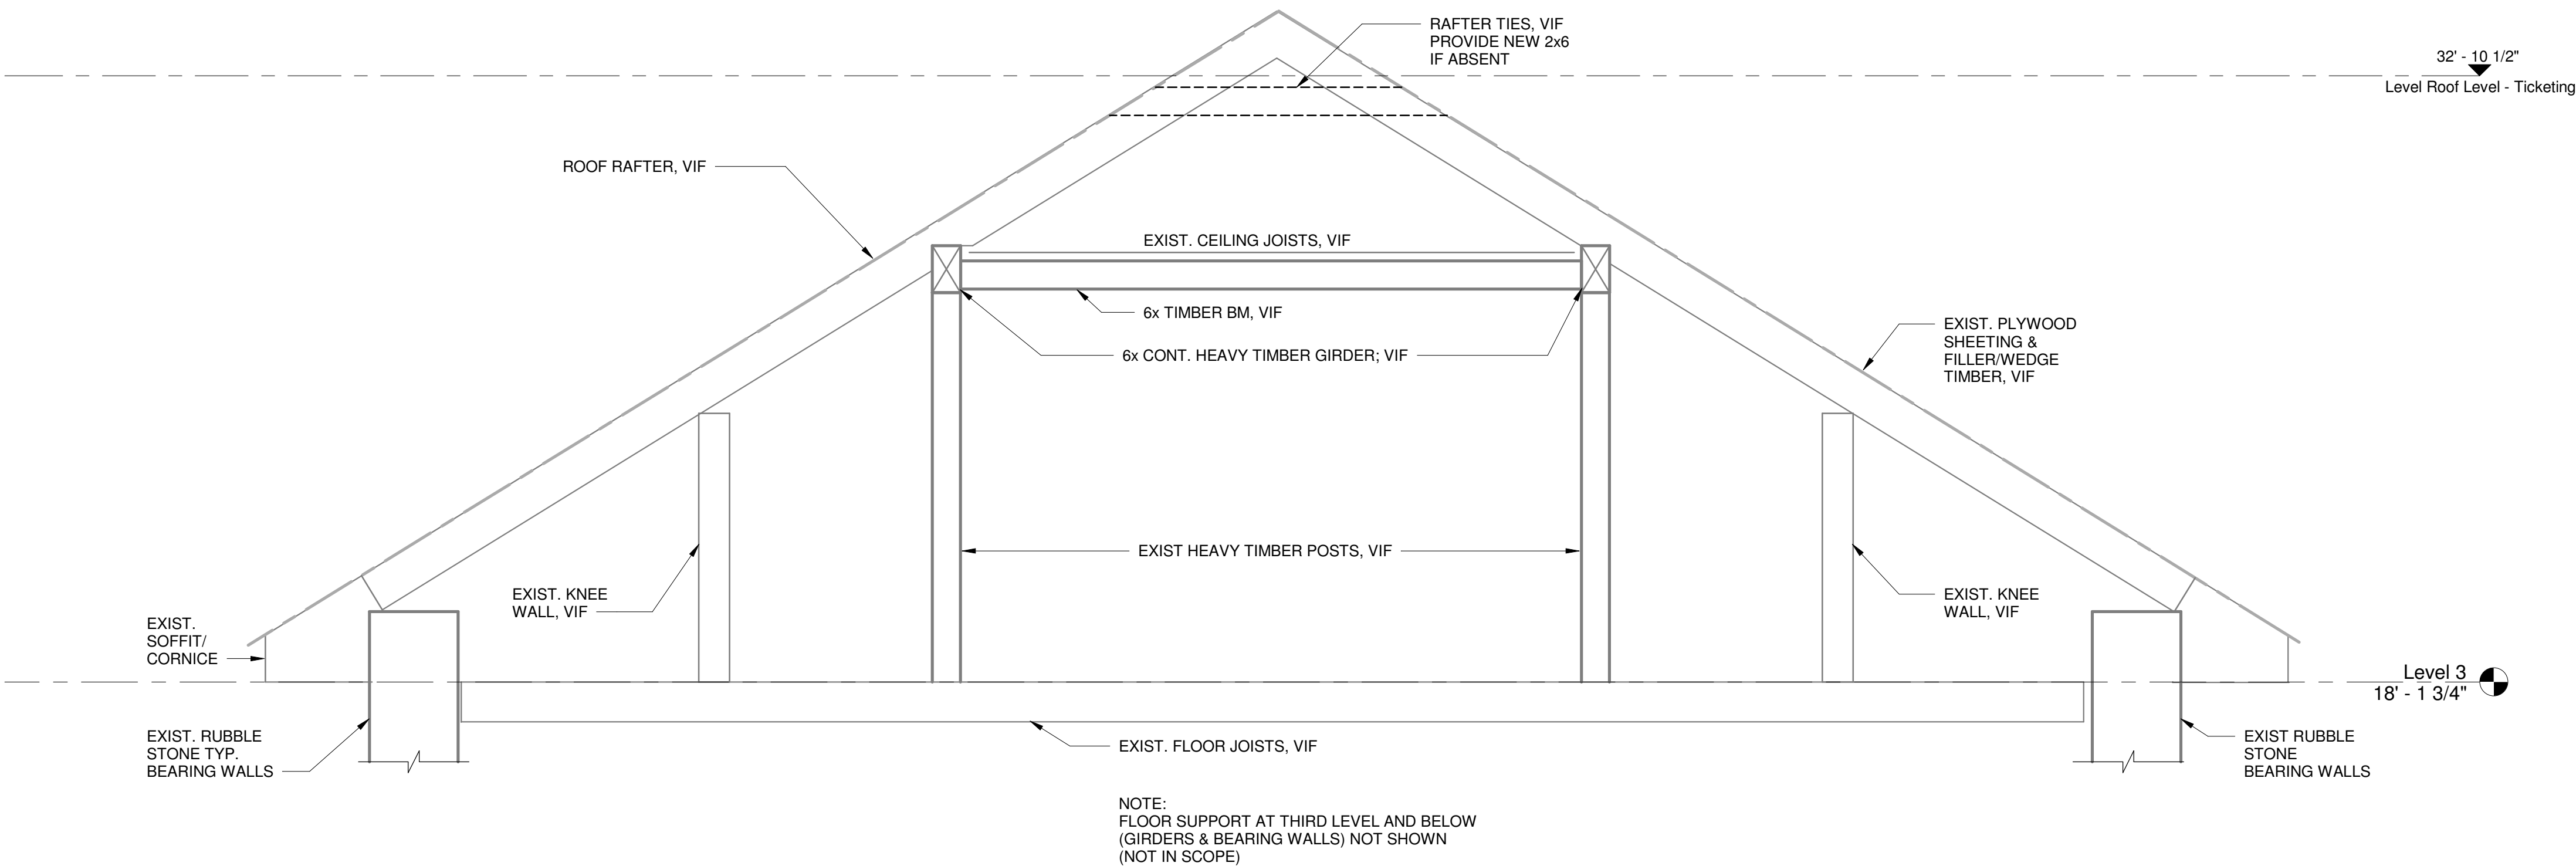 RAFTER TIES, VIF
PROVIDE NEW 2x6
IF ABSENT
32' - 10 1/2"
Level Roof Level - Ticketing
ROOF RAFTER, VIF
EXIST. CEILING JOISTS, VIF
6x TIMBER BM, VIF
6x CONT. HEAVY TIMBER GIRDER; VIF
EXIST. PLYWOOD
SHEETING &
FILLER/WEDGE
TIMBER, VIF
EXIST HEAVY TIMBER POSTS, VIF
EXIST. KNEE
WALL, VIF
EXIST. KNEE
WALL, VIF
EXIST.
SOFFIT/
CORNICE
Level 3
18' - 1 3/4"
EXIST. RUBBLE
STONE TYP.
BEARING WALLS
EXIST. FLOOR JOISTS, VIF
EXIST RUBBLE
STONE
BEARING WALLS
NOTE:
FLOOR SUPPORT AT THIRD LEVEL AND BELOW
(GIRDERS & BEARING WALLS) NOT SHOWN
(NOT IN SCOPE)